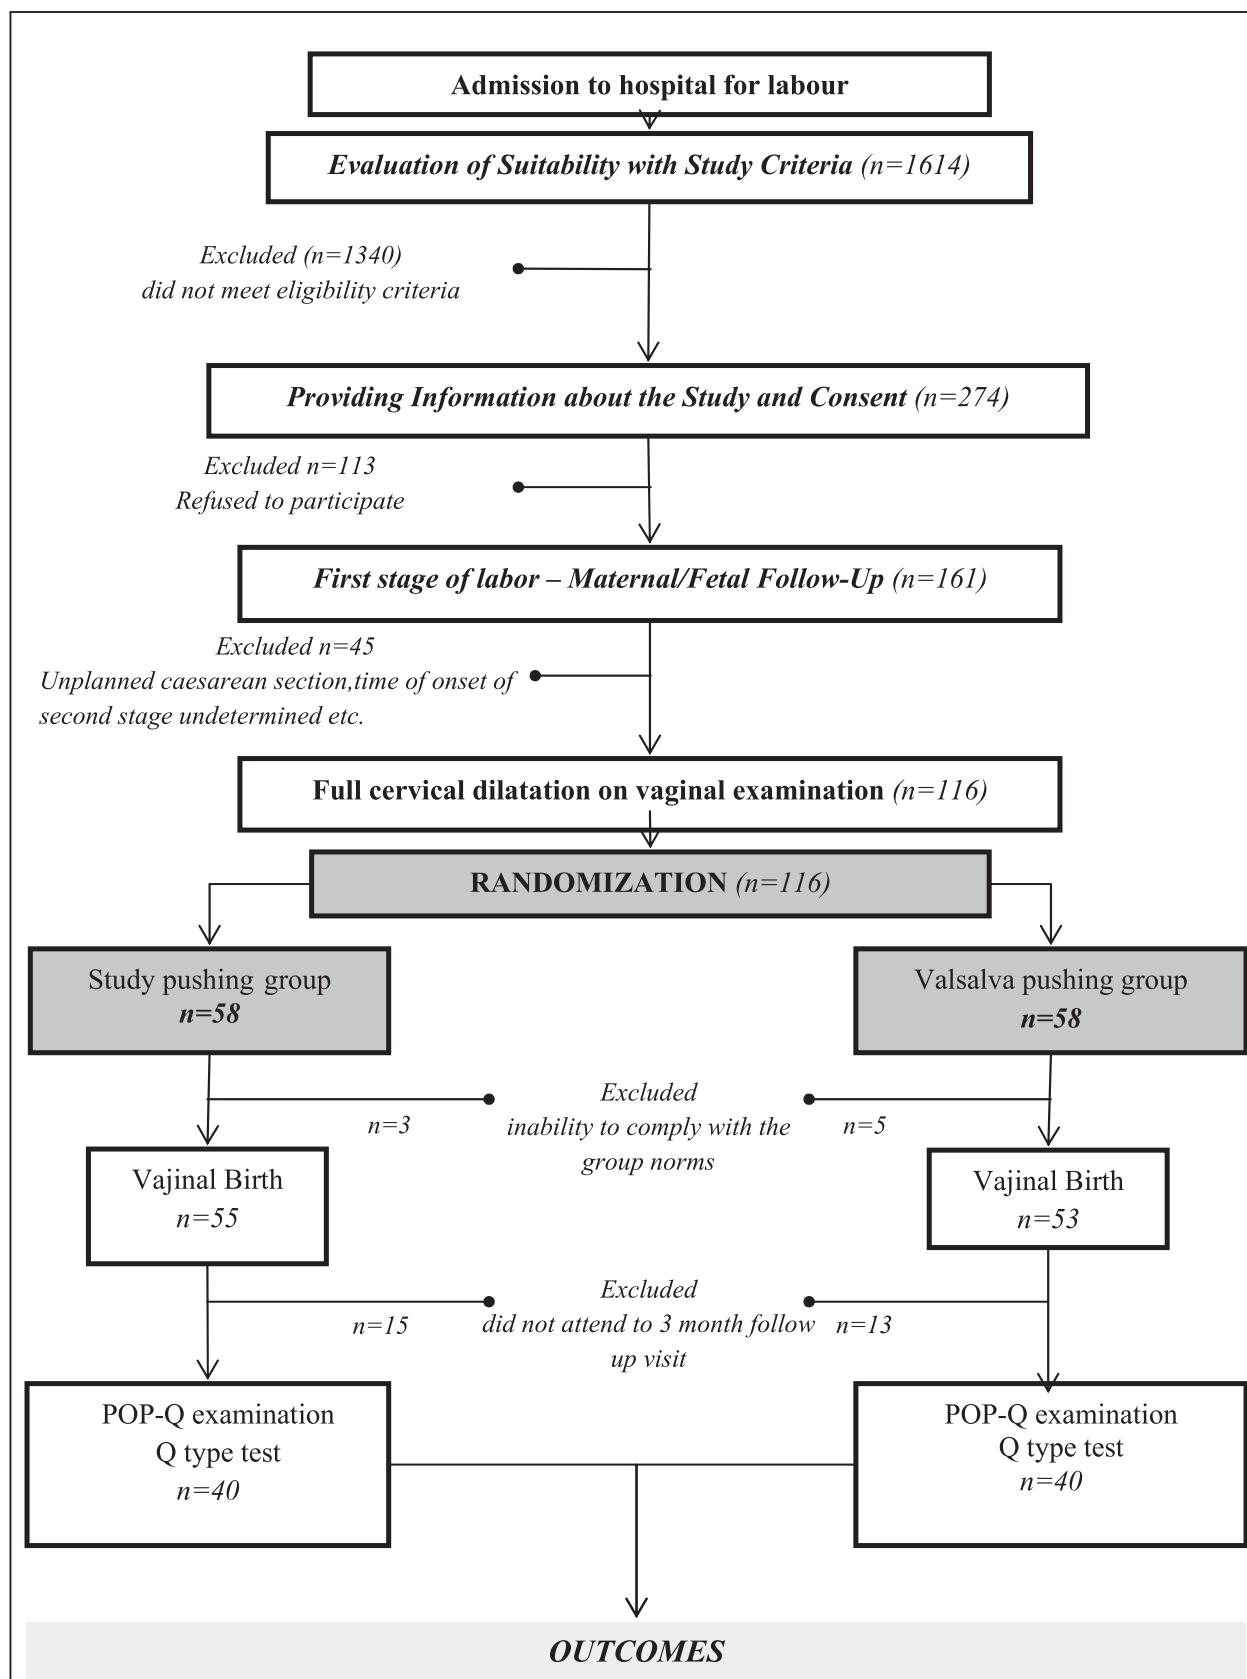 Admission to hospital for labour
Evaluation of Suitability with Study Criteria (n=1614)
Excluded (n=1340)
did not meet eligibility criteria
Providing Information about the Study and Consent (n=274)
Excluded n=113
Refused to participate
First stage of labor – Maternal/Fetal Follow-Up (n=161)
Excluded n=45
Unplanned caesarean section,time of onset of
second stage undetermined etc.
Full cervical dilatation on vaginal examination (n=116)
RANDOMIZATION (n=116)
Study pushing group
n=58
Valsalva pushing group
n=58
Excluded
inability to comply with the
group norms
n=3
n=5
Vajinal Birth
n=55
Vajinal Birth
n=53
Excluded
did not attend to 3 month follow
up visit
n=15
n=13
POP-Q examination
Q type test
n=40
POP-Q examination
Q type test
n=40
OUTCOMES